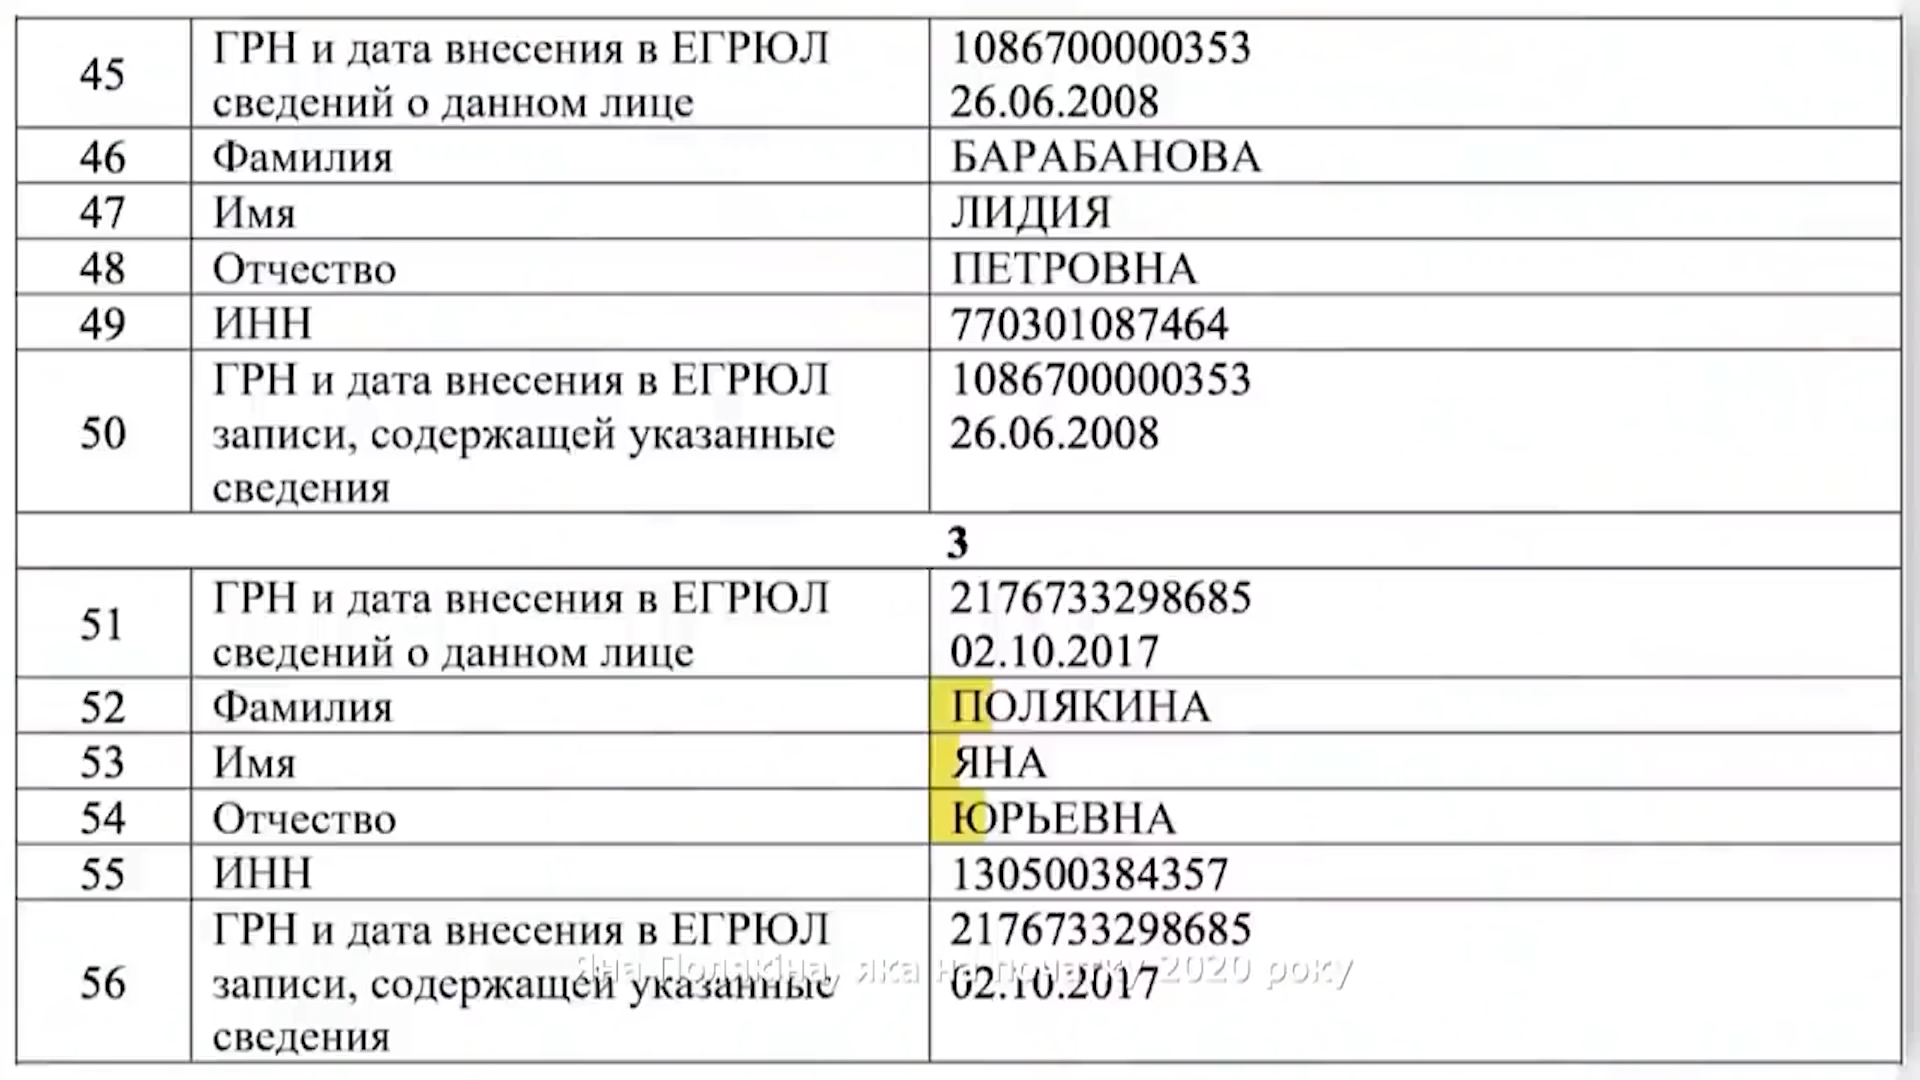 45
ГРН и дата внесения в ЕГРЮЛ
сведений о данном лице
1086700000353
26.06.2008
46 Фамилия БАРАБАНОВА
47 Имя ЛИДИЯ
48 Отчество ПЕТРОВНА
49 ИНН 770301087464
50
ГРН и дата внесения в ЕГРЮЛ
записи, содержащей указанные
сведения
1086700000353
26.06.2008
3
51
ГРН и дата внесения в ЕГРЮЛ
сведений о данном лице
2176733298685
02.10.2017
52 Фамилия ПОЛЯКИНА
53 Имя ЯНА
54 Отчество ЮРЬЕВНА
55 ИНН 130500384357
56
ГРН и дата внесения в ЕГРЮЛ
записи, содержащей указанные
сведения
2176733298685
02.10.2017
Яна Полякіна, яка на початку 2020 року